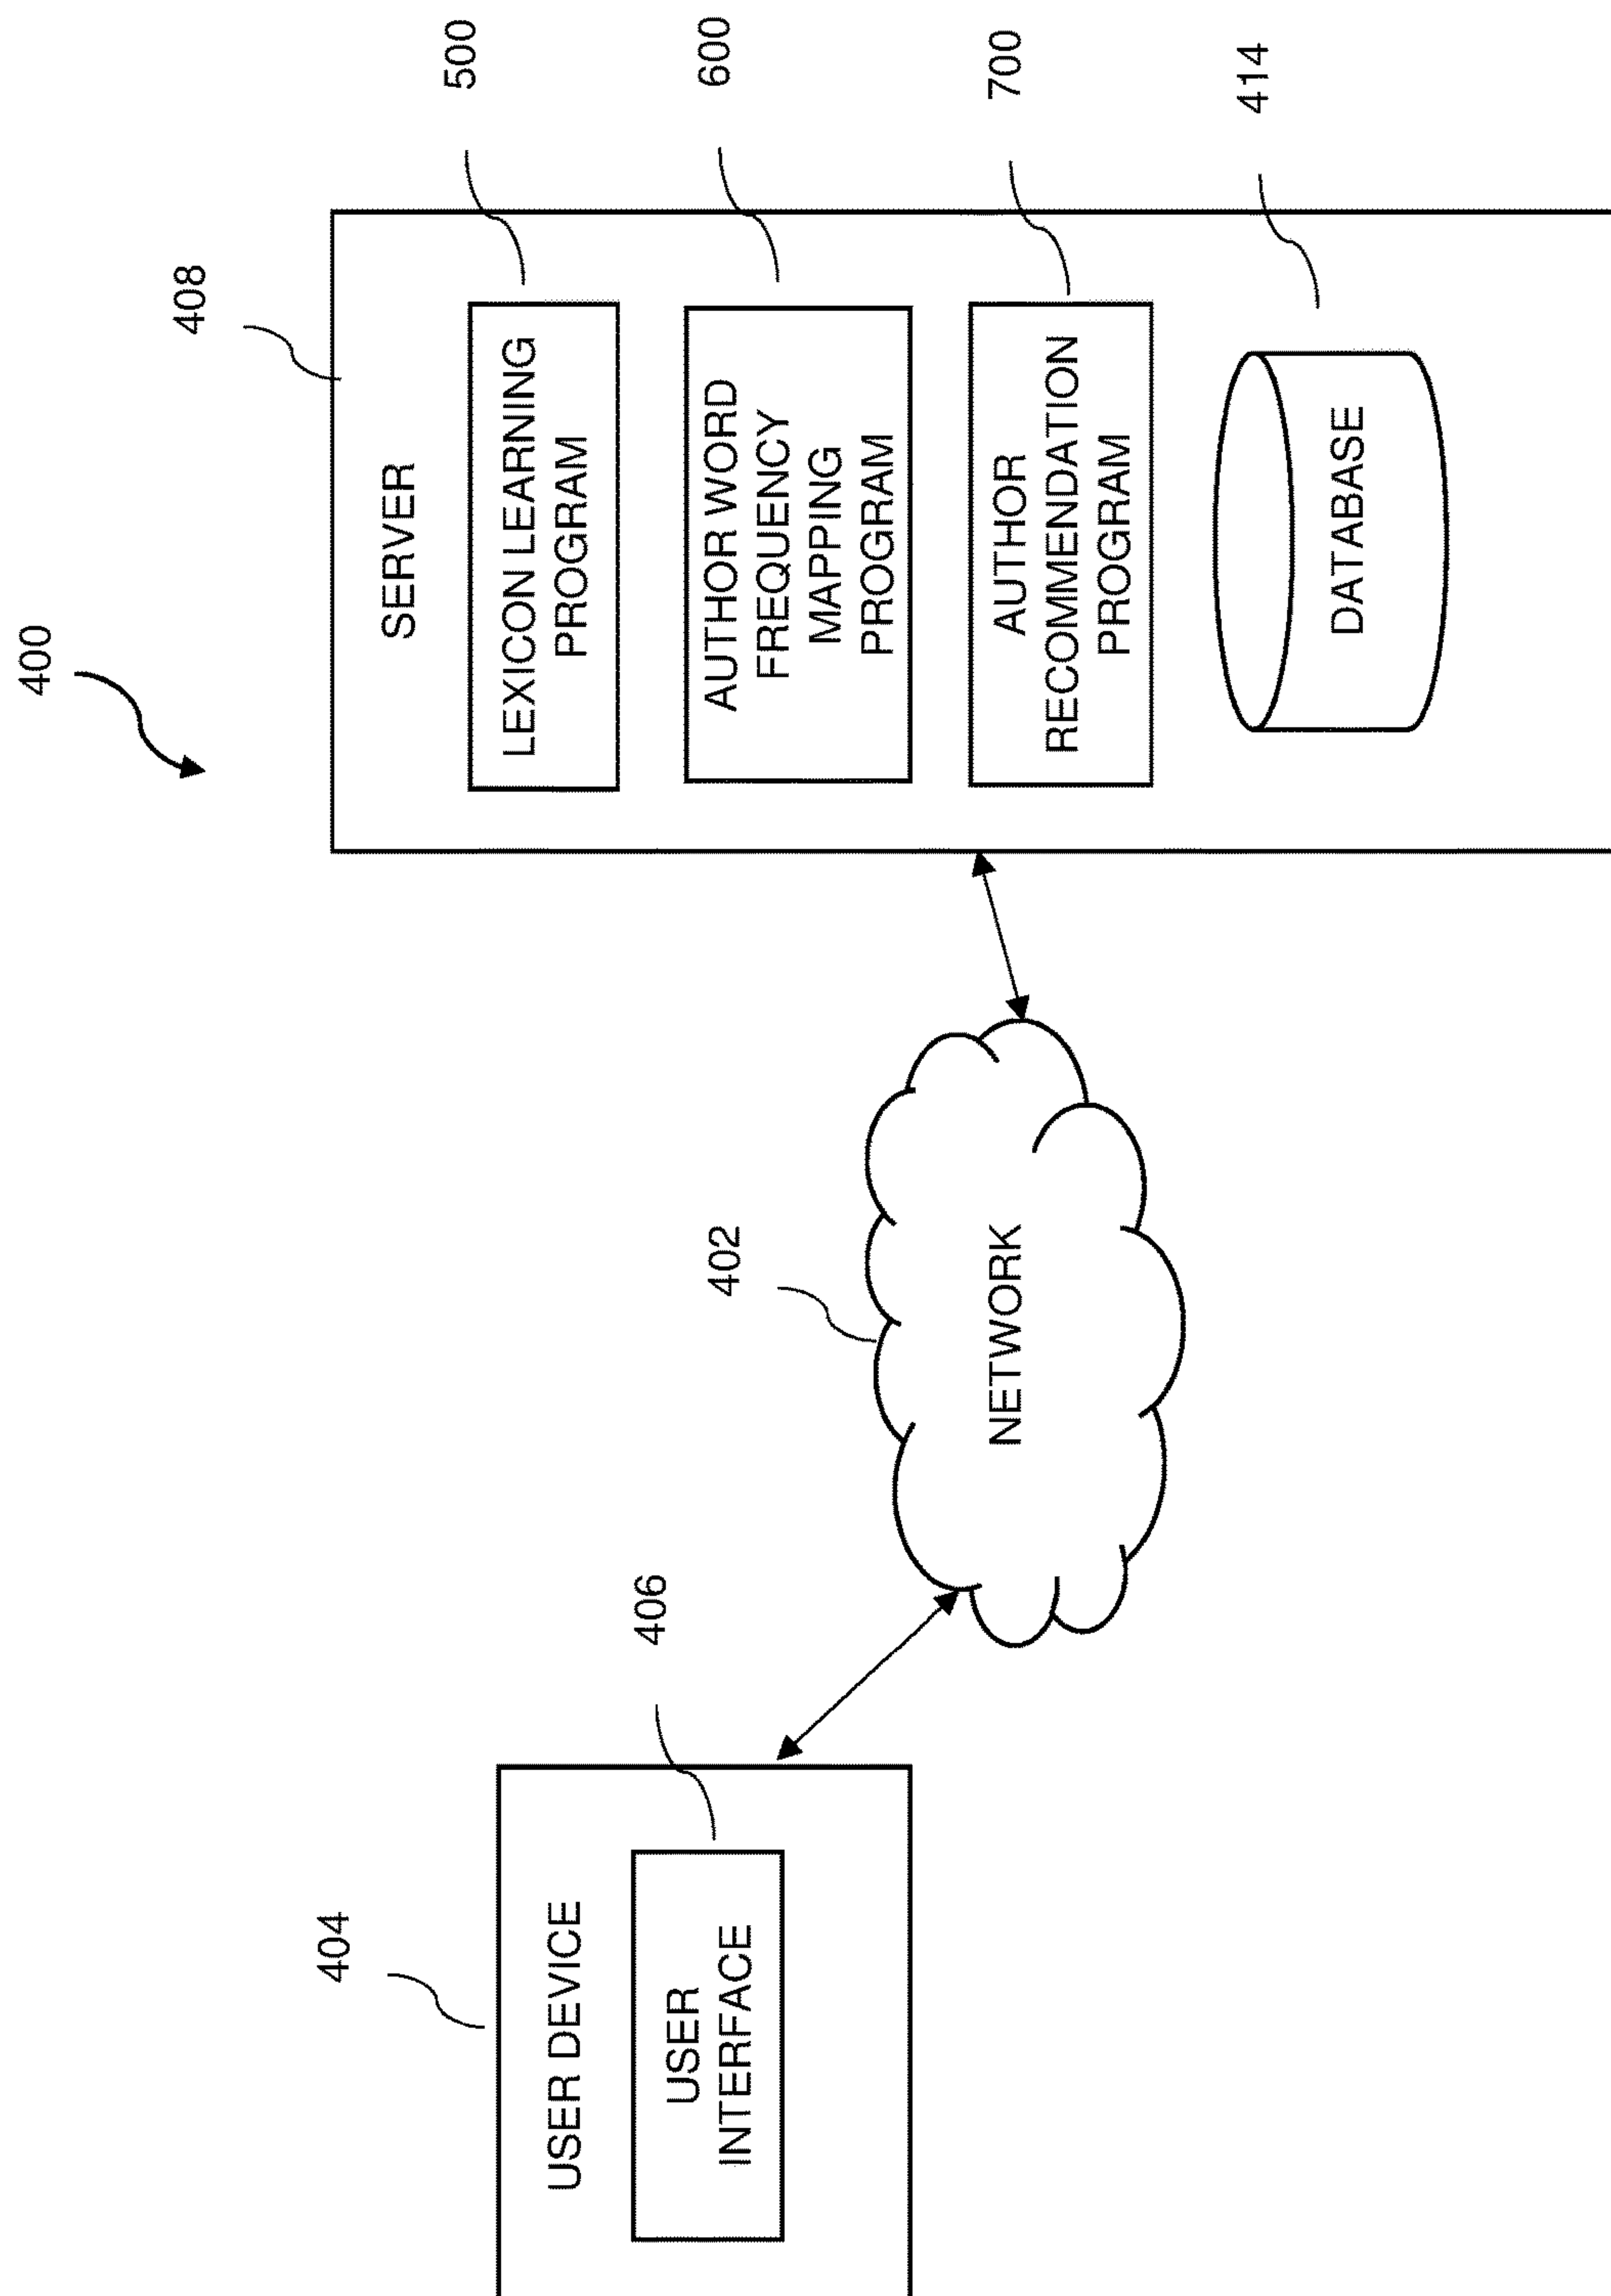 400
404
USER DEVICE
406
USER
INTERFACE
402
NETWORK
408
SERVER
500
LEXICON LEARNING
PROGRAM
600
AUTHOR WORD
FREQUENCY
MAPPING
PROGRAM
700
AUTHOR
RECOMMENDATION
PROGRAM
414
DATABASE